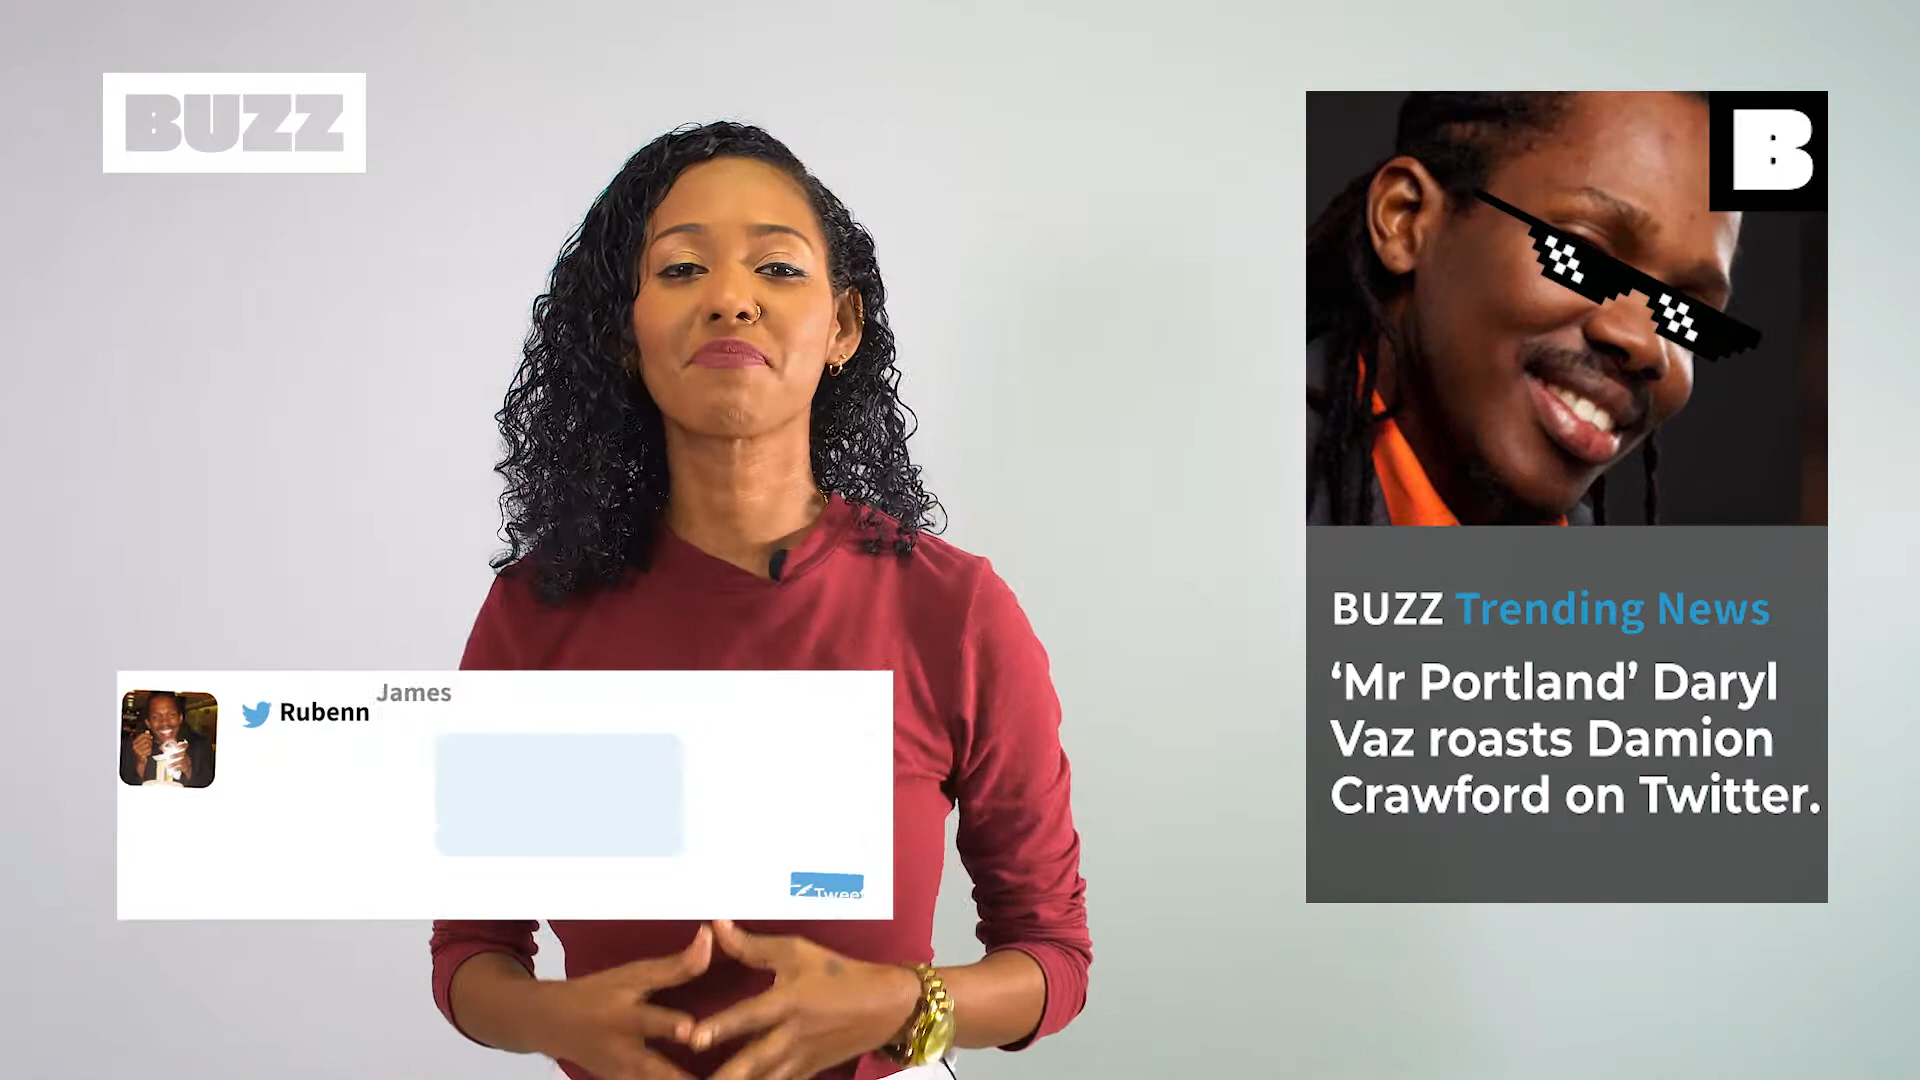 BUZZ
B
BUZZ Trending News
‘Mr Portland’ Daryl
Vaz roasts Damion
Crawford on Twitter.
Rubenn James
Tweet